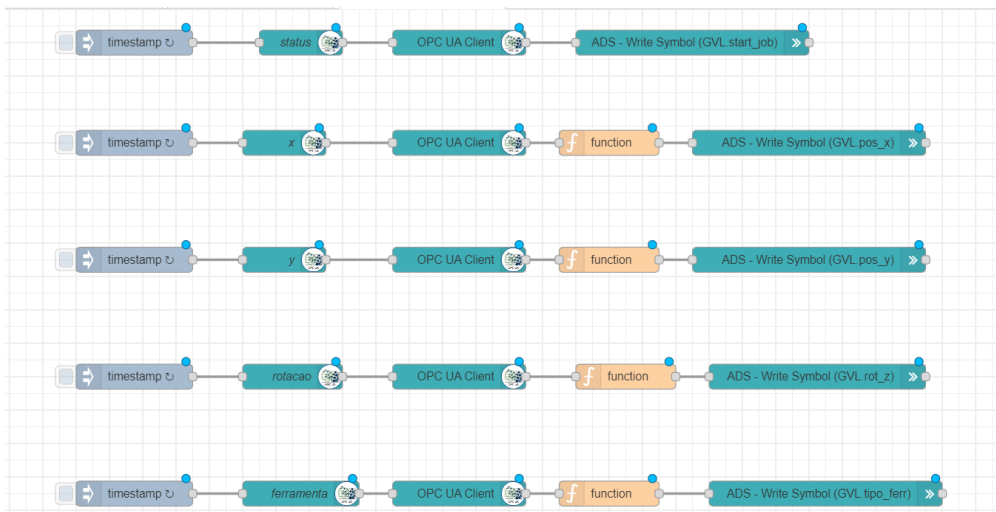 timestamp ↻ status OPC UA Client ADS - Write Symbol (GVL.start_job)
timestamp ↻ x OPC UA Client function ADS - Write Symbol (GVL.pos_x)
timestamp ↻ y OPC UA Client function ADS - Write Symbol (GVL.pos_y)
timestamp ↻ rotacao OPC UA Client function ADS - Write Symbol (GVL.rot_z)
timestamp ↻ ferramenta OPC UA Client function ADS - Write Symbol (GVL.tipo_ferr)